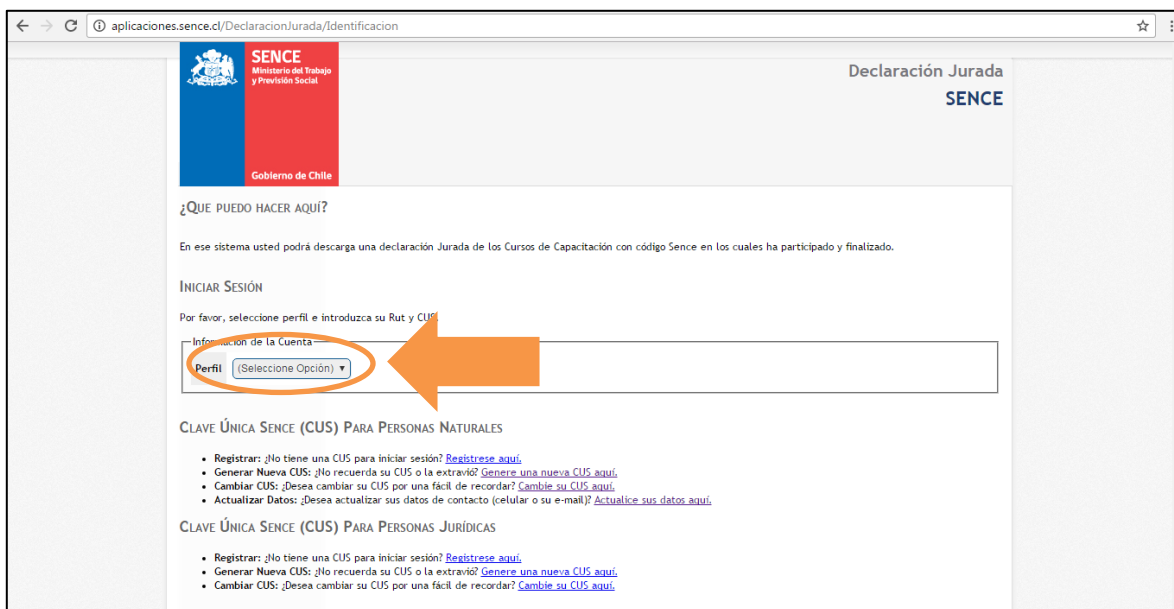 aplicaciones.sence.cl/DeclaracionJurada/Identificacion
SENCE
Ministerio del Trabajo
y Previsión Social
Gobierno de Chile
Declaración Jurada
SENCE
¿Que puedo hacer aquí?
En ese sistema usted podrá descarga una declaración Jurada de los Cursos de Capacitación con código Sence en los cuales ha participado y finalizado.
Iniciar Sesión
Por favor, seleccione perfil e introduzca su Rut y CUS.
Información de la Cuenta
Perfil (Seleccione Opción)
Clave Única Sence (CUS) Para Personas Naturales
• Registrar: ¿No tiene una CUS para iniciar sesión? Regístrese aquí.
• Generar Nueva CUS: ¿No recuerda su CUS o la extravió? Genere una nueva CUS aquí.
• Cambiar CUS: ¿Desea cambiar su CUS por una fácil de recordar? Cambie su CUS aquí.
• Actualizar Datos: ¿Desea actualizar sus datos de contacto (celular o su e-mail)? Actualice sus datos aquí.
Clave Única Sence (CUS) Para Personas Jurídicas
• Registrar: ¿No tiene una CUS para iniciar sesión? Regístrese aquí.
• Generar Nueva CUS: ¿No recuerda su CUS o la extravió? Genere una nueva CUS aquí.
• Cambiar CUS: ¿Desea cambiar su CUS por una fácil de recordar? Cambie su CUS aquí.